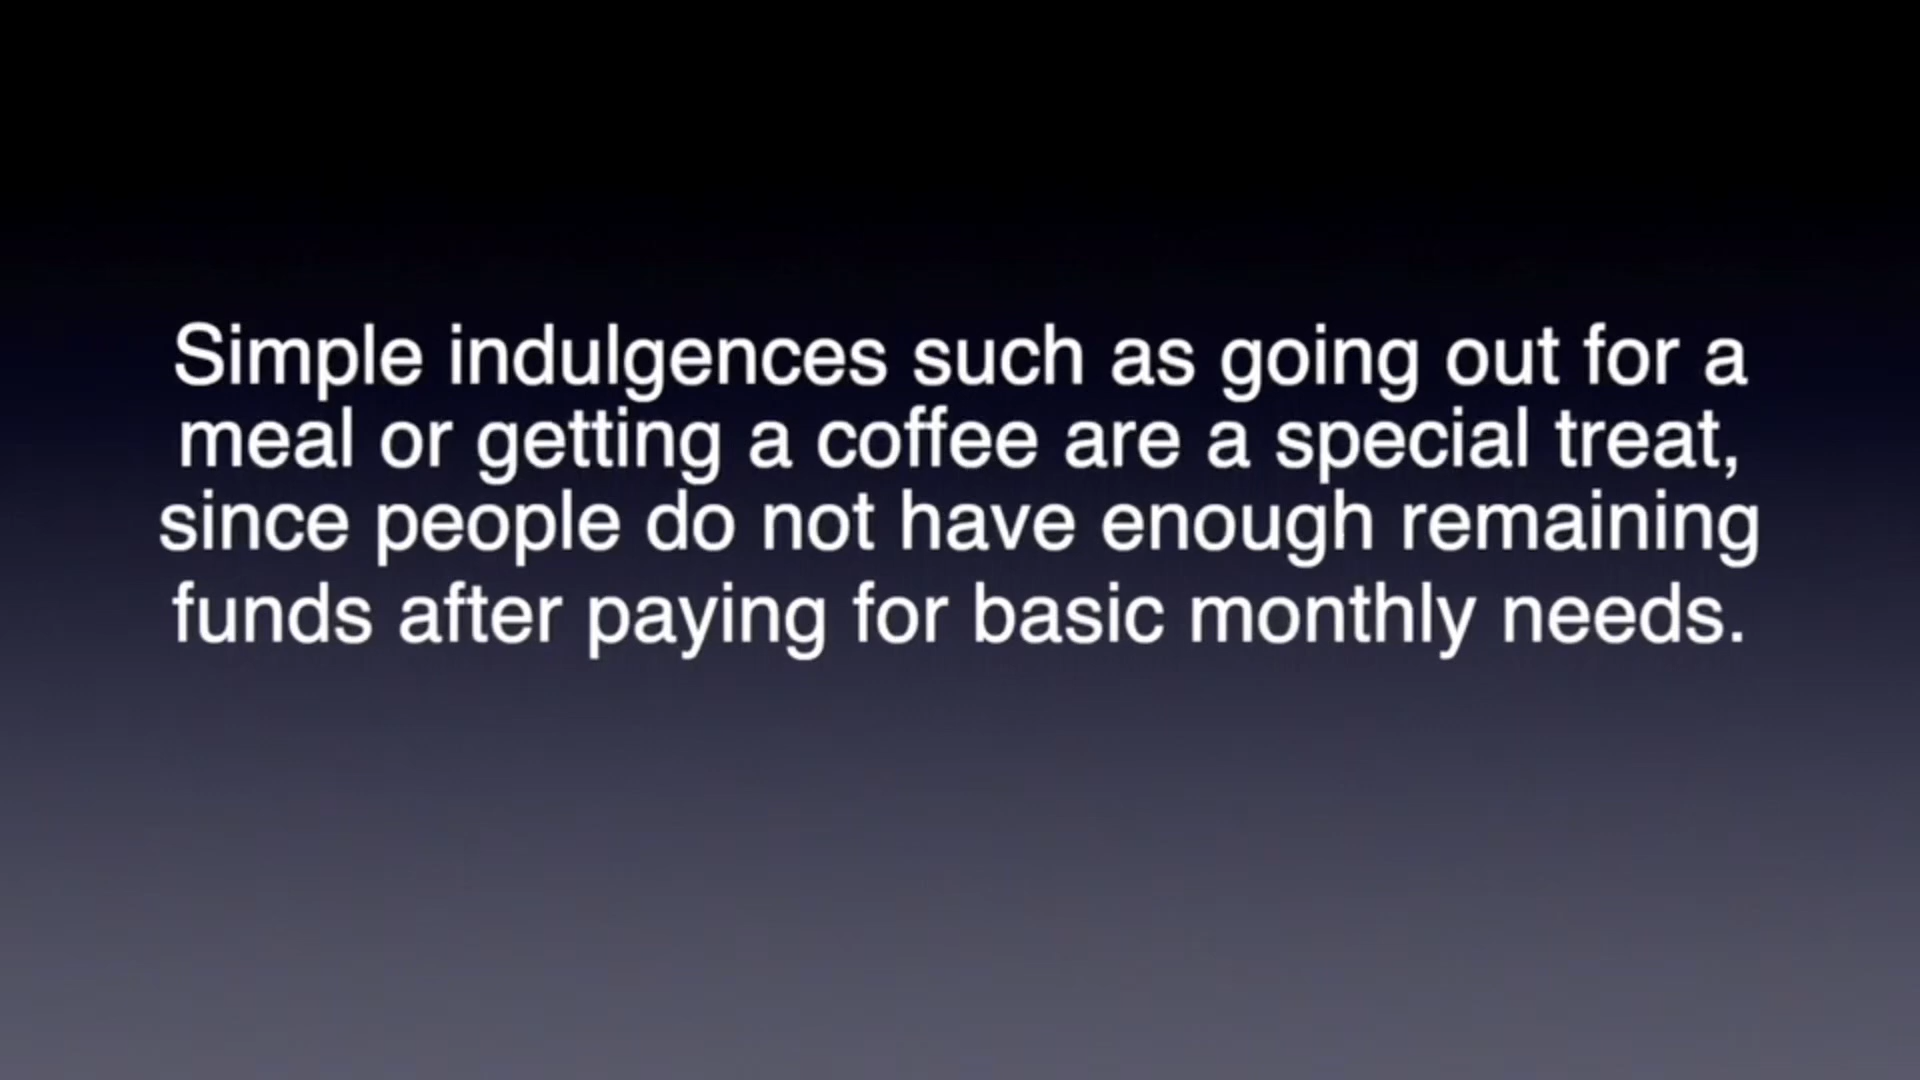 Simple indulgences such as going out for a
meal or getting a coffee are a special treat,
since people do not have enough remaining
funds after paying for basic monthly needs.